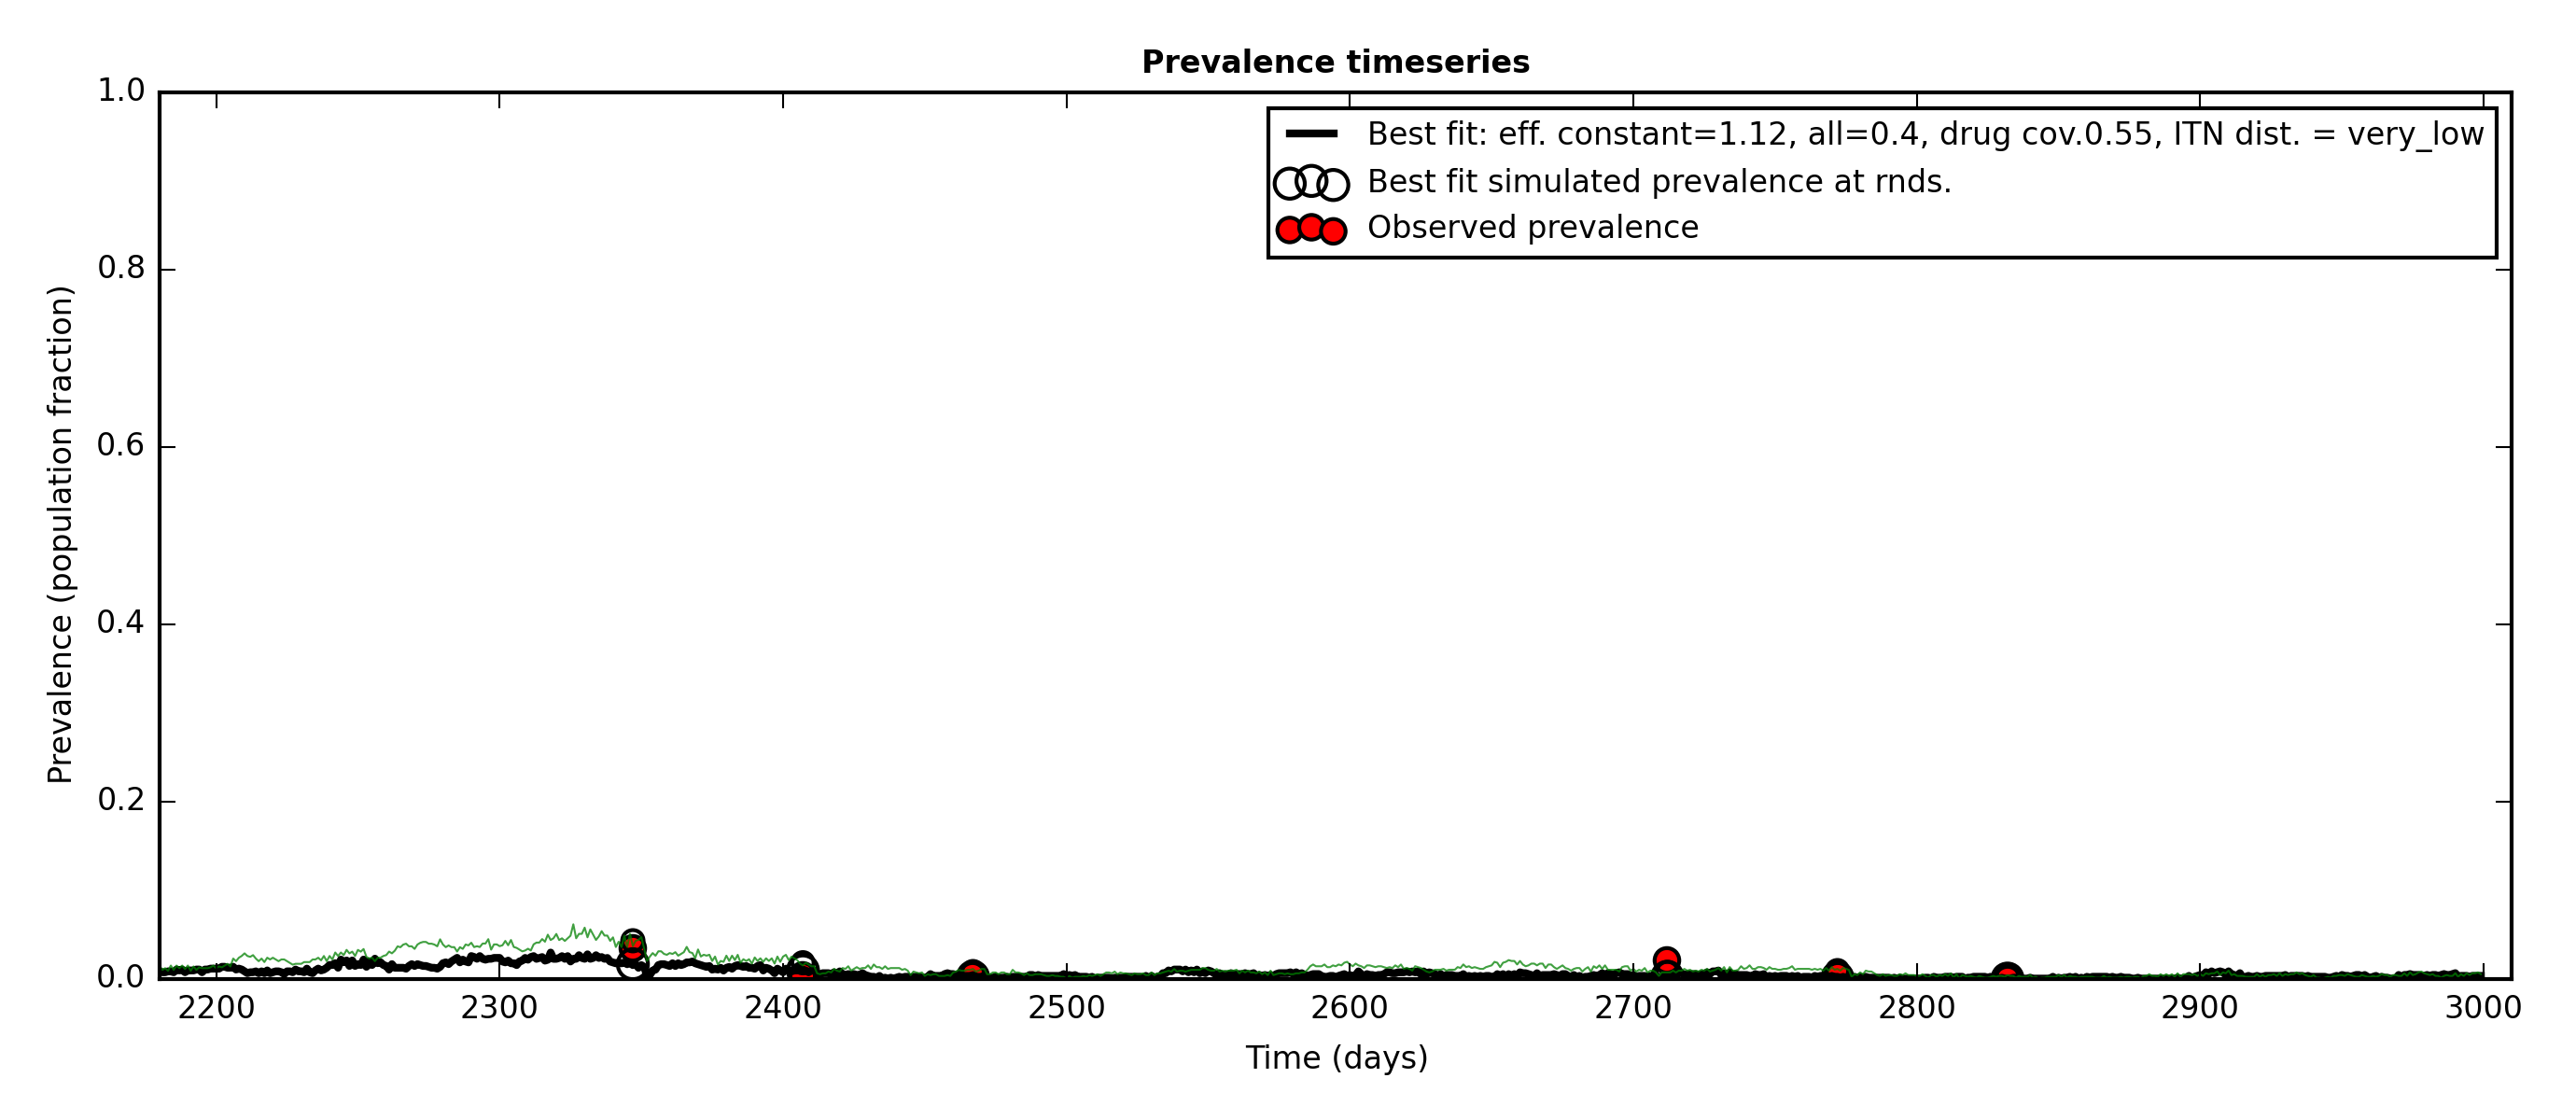 Prevalence timeseries
Best fit: eff. constant=1.12, all=0.4, drug cov.0.55, ITN dist. = very_low
Best fit simulated prevalence at rnds.
Observed prevalence
Prevalence (population fraction)
1.0
0.8
0.6
0.4
0.2
0.0
2200 2300 2400 2500 2600 2700 2800 2900 3000
Time (days)